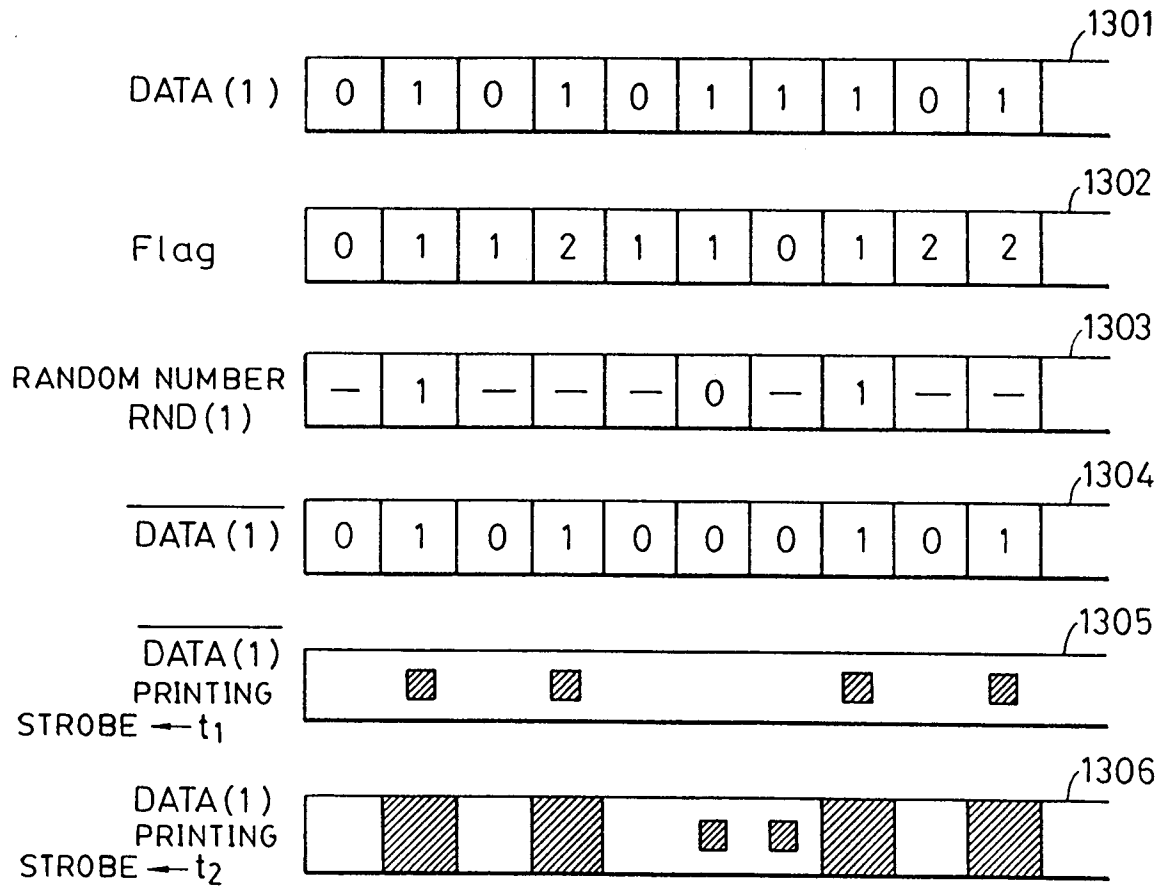 1301
DATA(1) 0 1 0 1 0 1 1 1 0 1
1302
Flag 0 1 1 2 1 1 0 1 2 2
1303
RANDOM NUMBER
RND(1) — 1 — — — 0 — 1 — —
1304
DATA(1) 0 1 0 1 0 0 0 1 0 1
1305
DATA(1)
PRINTING
STROBE ← t1
1306
DATA(1)
PRINTING
STROBE ← t2